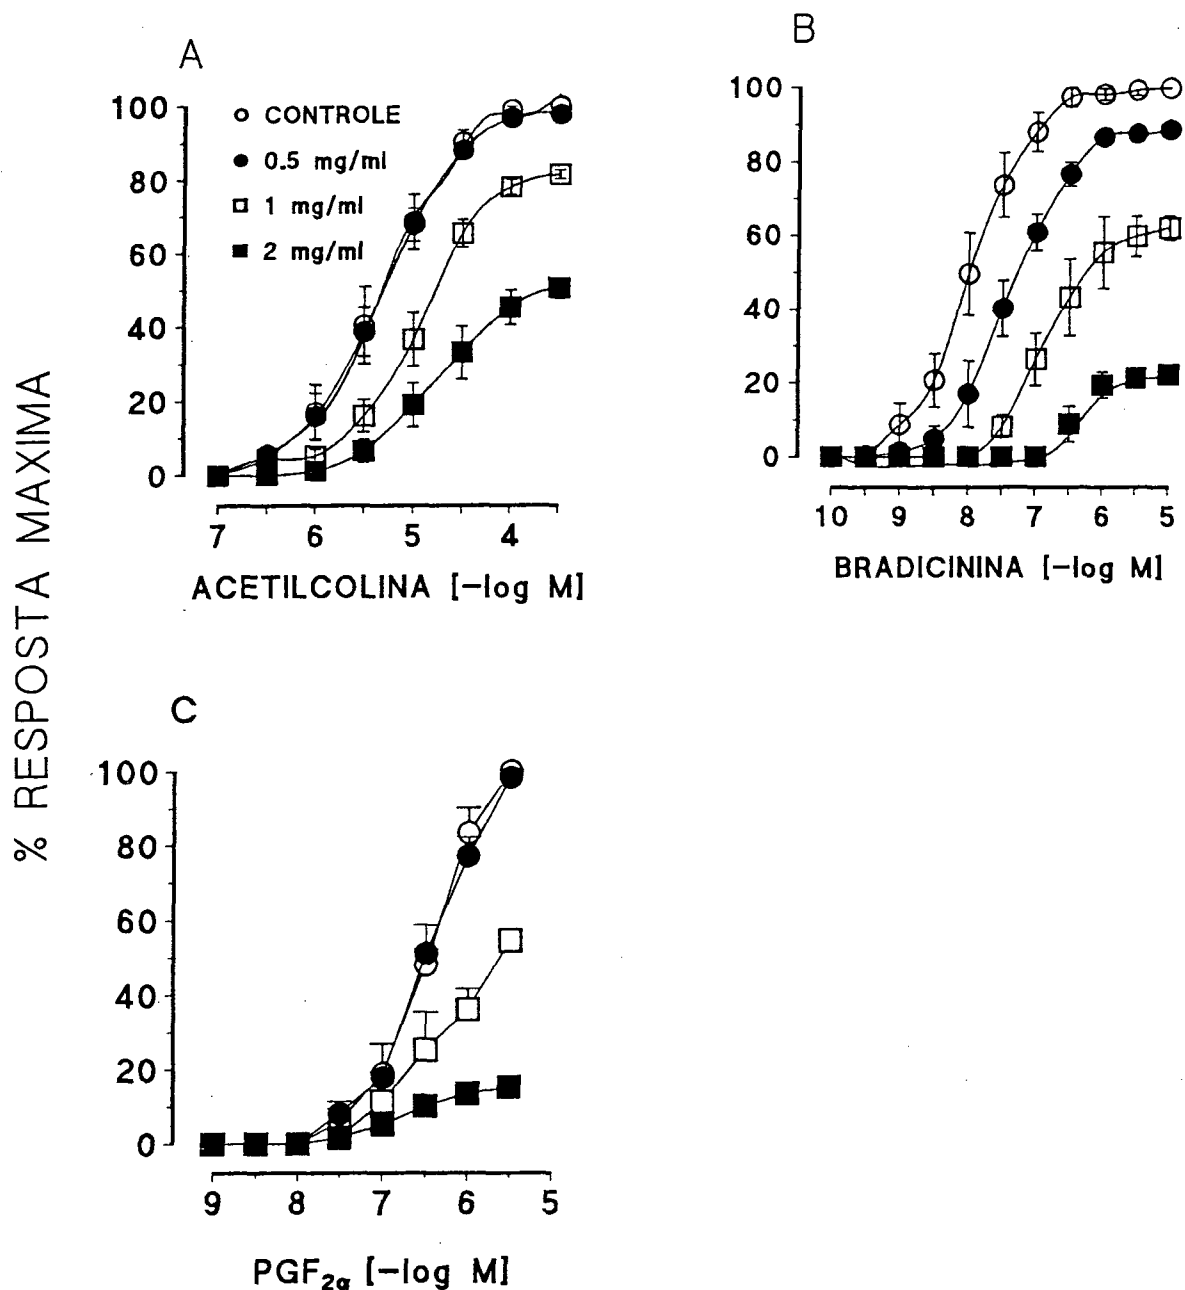 % RESPOSTA MAXIMA
A
100
80
60
40
20
0
CONTROLE
0.5 mg/ml
1 mg/ml
2 mg/ml
7 6 5 4
ACETILCOLINA [-log M]
B
100
80
60
40
20
0
10 9 8 7 6 5
BRADICININA [-log M]
C
100
80
60
40
20
0
9 8 7 6 5
PGF2α [-log M]